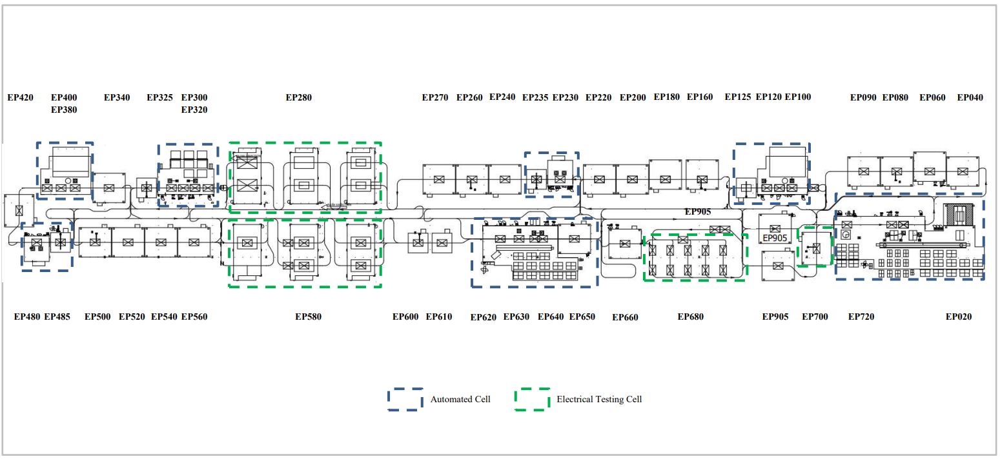 EP420 EP400 EP340 EP325 EP300 EP280 EP270 EP260 EP240 EP235 EP230 EP220 EP200 EP180 EP160 EP125 EP120 EP100 EP090 EP080 EP060 EP040
EP380 EP320
EP905
EP905
EP480 EP485 EP500 EP520 EP540 EP560 EP580 EP600 EP610 EP620 EP630 EP640 EP650 EP660 EP680 EP905 EP700 EP720 EP020
Automated Cell Electrical Testing Cell